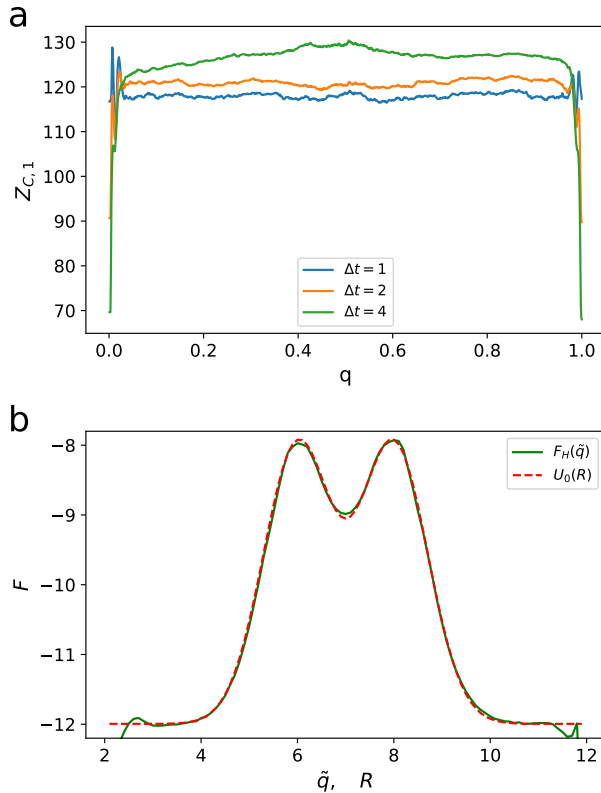 a
130
120
110
100
90
80
70
Z_{C,1}
Δt = 1
Δt = 2
Δt = 4
0.0 0.2 0.4 0.6 0.8 1.0
q
b
−8
−9
−10
−11
−12
F
F_H(q̃)
U_0(R)
2 4 6 8 10 12
q̃, R